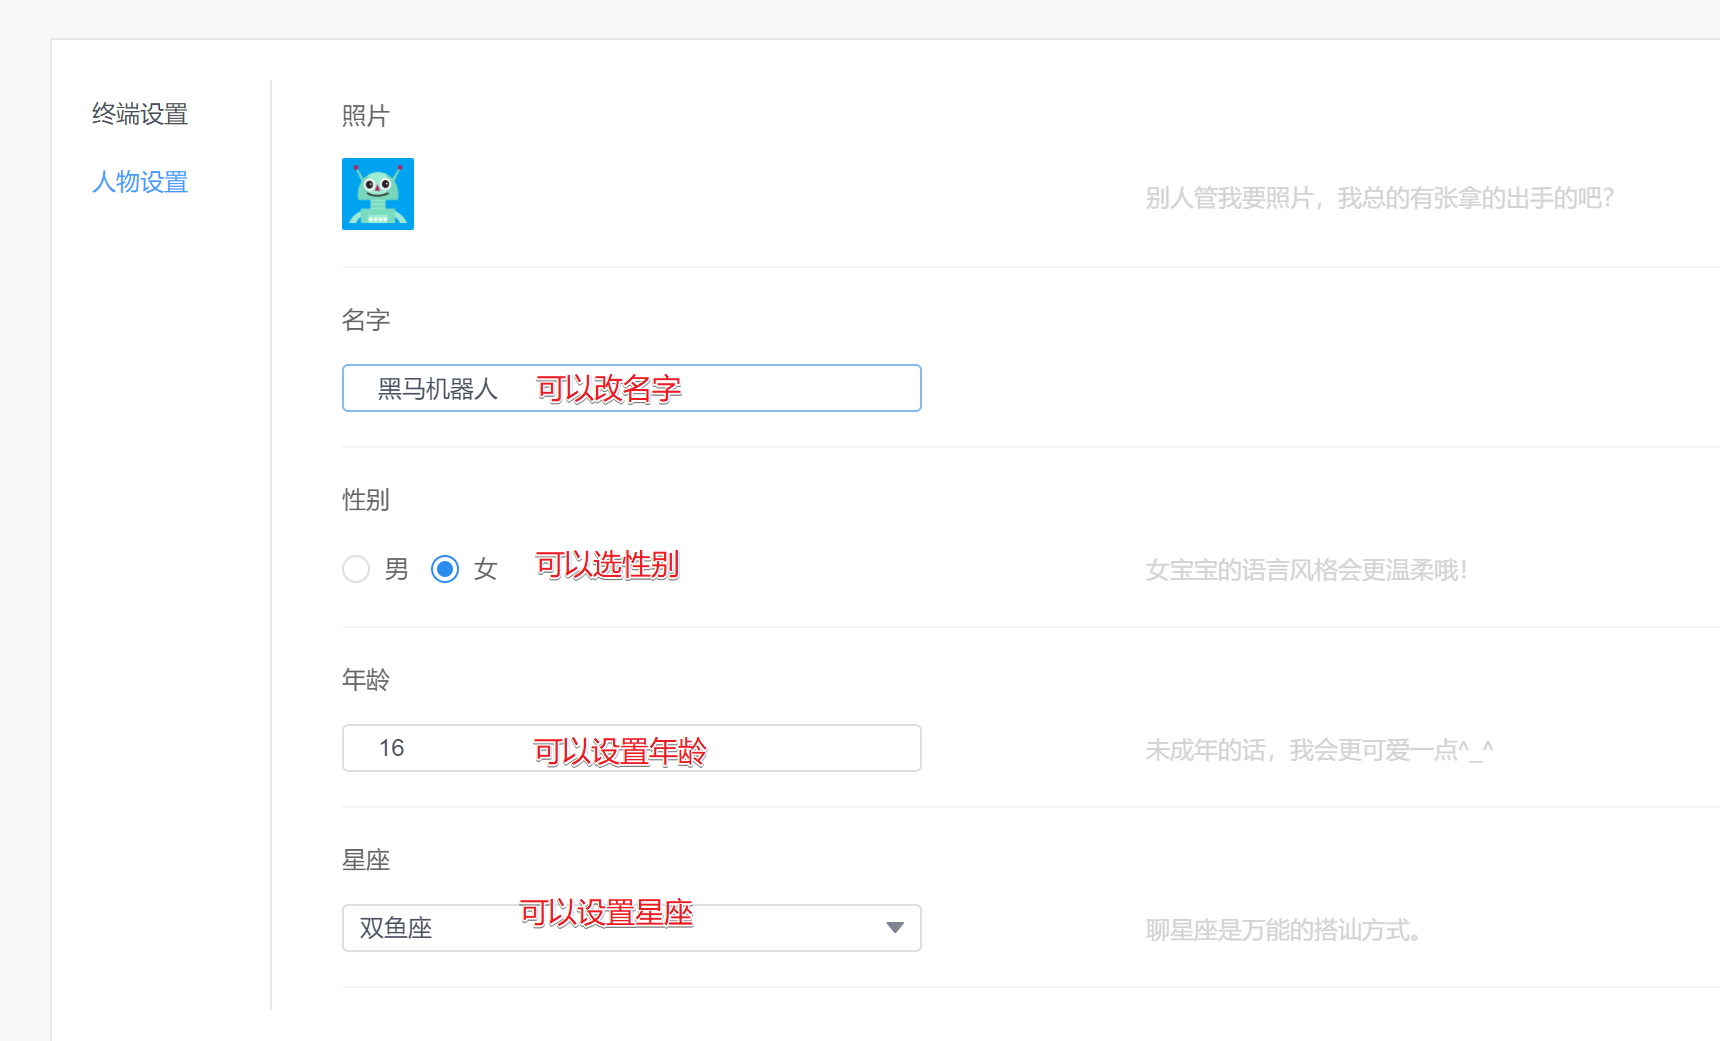 终端设置
人物设置
照片
别人管我要照片，我总的有张拿的出手的吧？
名字
黑马机器人 可以改名字
性别
男 女 可以选性别
女宝宝的语言风格会更温柔哦！
年龄
16 可以设置年龄
未成年的话，我会更可爱一点^_^
星座
双鱼座 可以设置星座
聊星座是万能的搭讪方式。